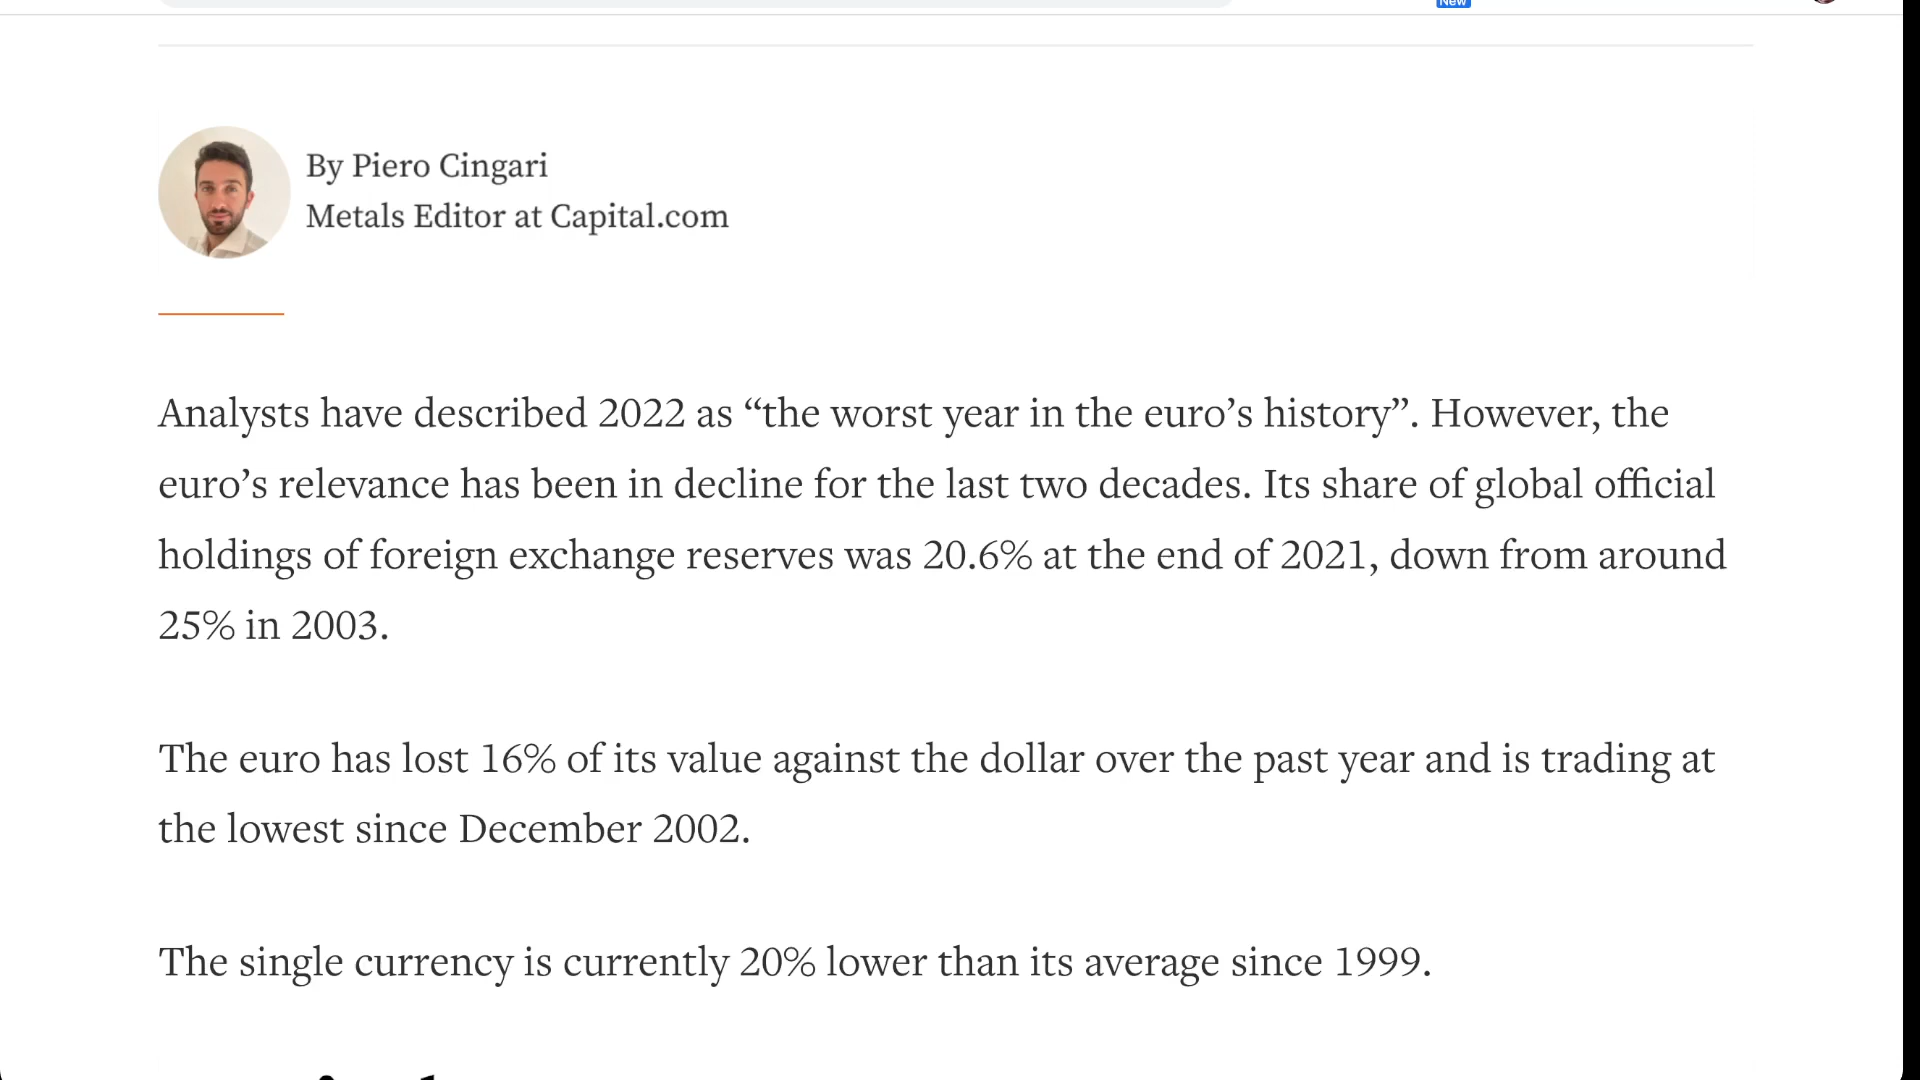 New
By Piero Cingari
Metals Editor at Capital.com
Analysts have described 2022 as “the worst year in the euro’s history”. However, the
euro’s relevance has been in decline for the last two decades. Its share of global official
holdings of foreign exchange reserves was 20.6% at the end of 2021, down from around
25% in 2003.
The euro has lost 16% of its value against the dollar over the past year and is trading at
the lowest since December 2002.
The single currency is currently 20% lower than its average since 1999.